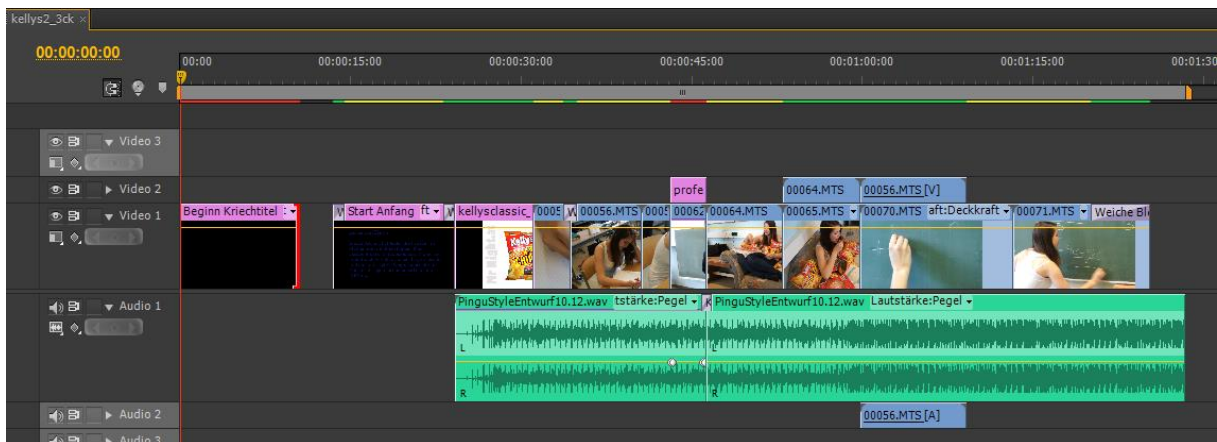 kellys2_3ck ×
00:00:00:00
00:00 00:00:15:00 00:00:30:00 00:00:45:00 00:01:00:00 00:01:15:00 00:01:30
Video 3
Video 2
profe 00064.MTS 00056.MTS [V]
Video 1
Beginn Kriechtitel Start Anfang ft kellysclassic_ 0005 00056.MTS 0005 00062 00064.MTS 00065.MTS 00070.MTS aft:Deckkraft 00071.MTS Weiche Bl
Kelly's
Audio 1
PinguStyleEntwurf10.12.wav tstärke:Pegel PinguStyleEntwurf10.12.wav Lautstärke:Pegel
L L
R R
Audio 2
00056.MTS [A]
Audio 3